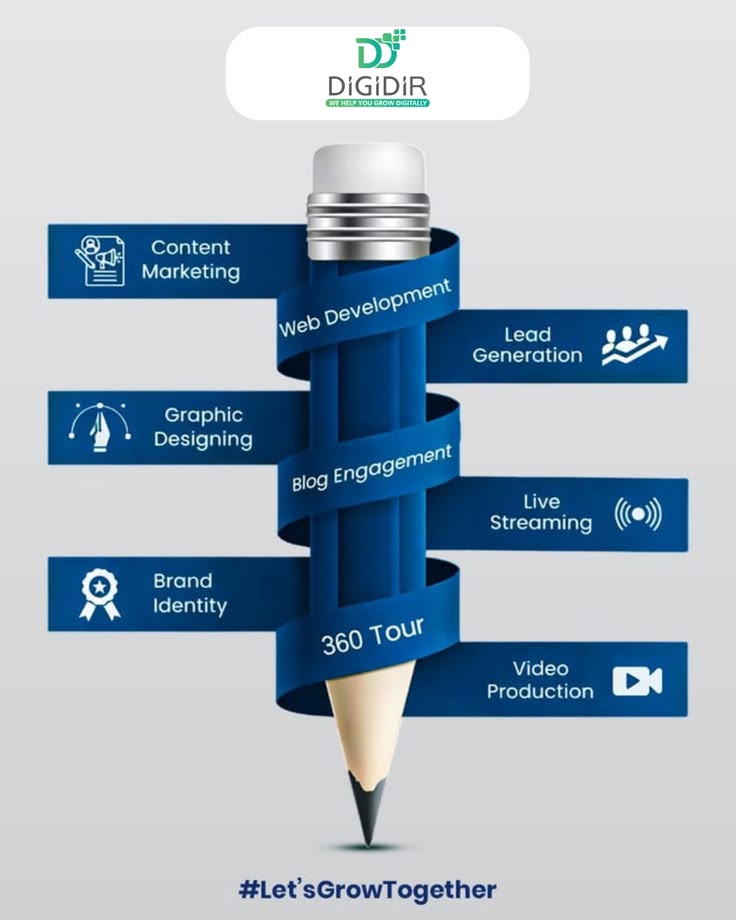 DiGiDiR
WE HELP YOU GROW DIGITALLY
Content
Marketing
Web Development
Lead
Generation
Graphic
Designing
Blog Engagement
Live
Streaming
Brand
Identity
360 Tour
Video
Production
#Let'sGrowTogether